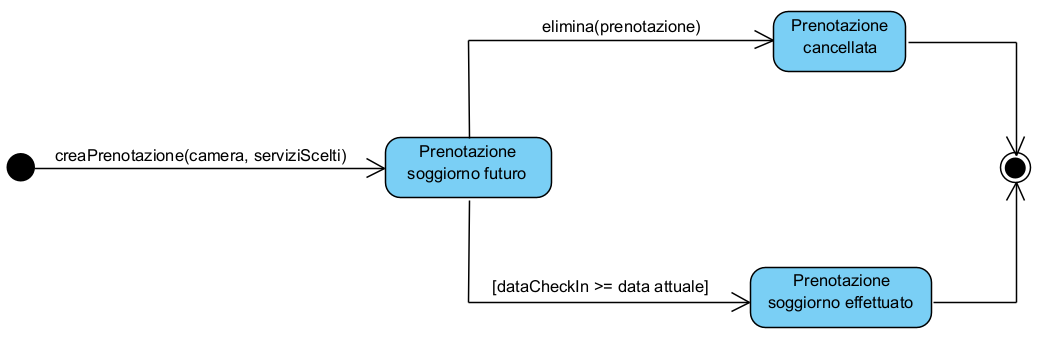 elimina(prenotazione)
Prenotazione
cancellata
creaPrenotazione(camera, serviziScelti)
Prenotazione
soggiorno futuro
[dataCheckIn >= data attuale]
Prenotazione
soggiorno effettuato